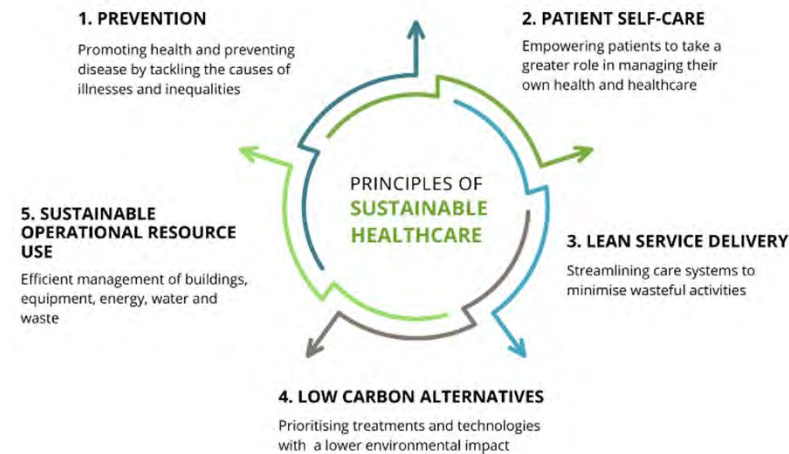 1. PREVENTION
Promoting health and preventing
disease by tackling the causes of
illnesses and inequalities
2. PATIENT SELF-CARE
Empowering patients to take a
greater role in managing their
own health and healthcare
PRINCIPLES OF
SUSTAINABLE
HEALTHCARE
3. LEAN SERVICE DELIVERY
Streamlining care systems to
minimise wasteful activities
4. LOW CARBON ALTERNATIVES
Prioritising treatments and technologies
with a lower environmental impact
5. SUSTAINABLE
OPERATIONAL RESOURCE
USE
Efficient management of buildings,
equipment, energy, water and
waste